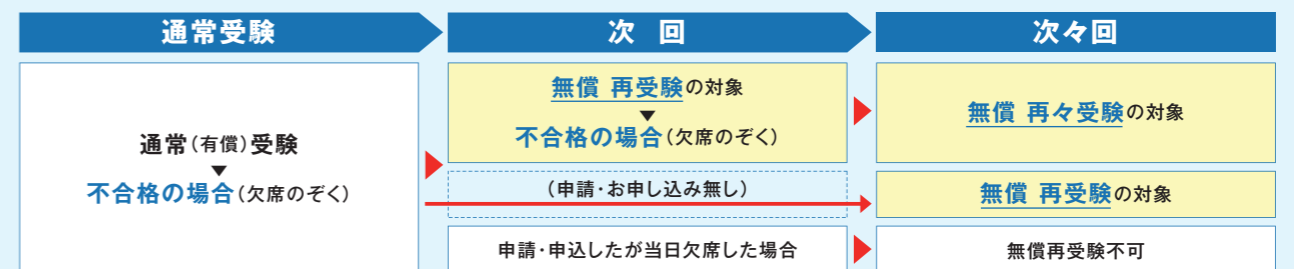 通常受験
次 回
次々回
通常(有償)受験
▼
不合格の場合(欠席のぞく)
無償 再受験の対象
▼
不合格の場合(欠席のぞく)
無償 再々受験の対象
(申請・お申し込み無し)
無償 再受験の対象
申請・申込したが当日欠席した場合
無償再受験不可